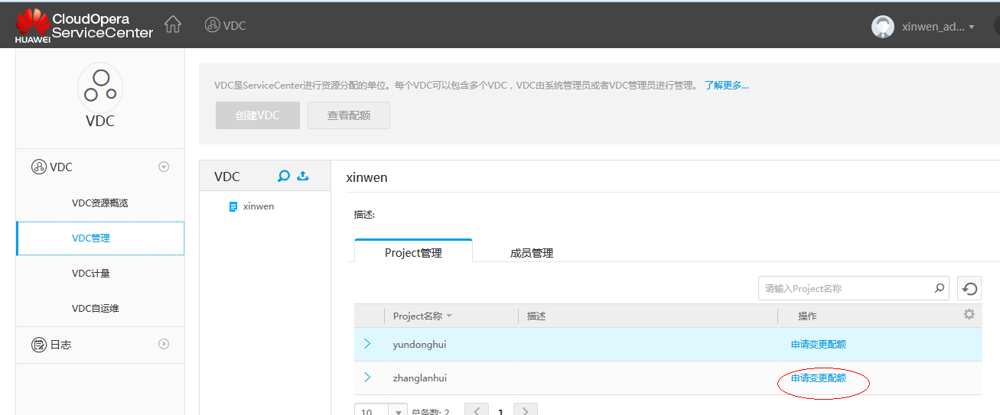 HUAWEI
CloudOpera
ServiceCenter
VDC
xinwen_ad...
VDC
VDC
VDC资源概览
VDC管理
VDC计量
VDC自运维
日志
VDC是ServiceCenter进行资源分配的单位。每个VDC可以包含多个VDC，VDC由系统管理员或者VDC管理员进行管理。 了解更多...
创建VDC 查看配额
VDC
xinwen
xinwen
描述:
Project管理 成员管理
请输入Project名称
Project名称 描述 操作
yundonghui 申请变更配额
zhanglanhui 申请变更配额
10 总条数: 2 1